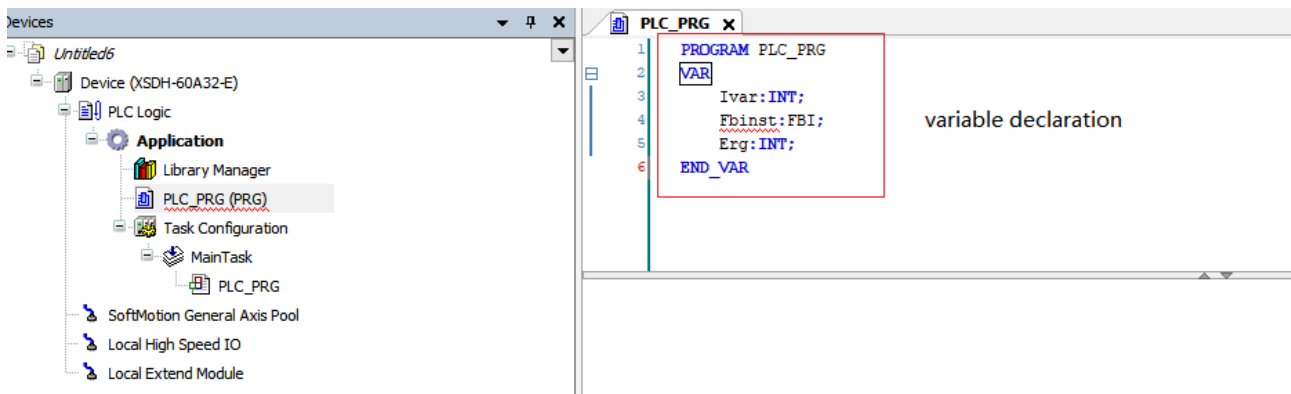 Devices
Untitled6
Device (XSDH-60A32-E)
PLC Logic
Application
Library Manager
PLC_PRG (PRG)
Task Configuration
MainTask
PLC_PRG
SoftMotion General Axis Pool
Local High Speed IO
Local Extend Module
PLC_PRG
1 PROGRAM PLC_PRG
2 VAR
3 Ivar:INT;
4 Fbinst:FBI;
5 Erg:INT;
6 END_VAR
variable declaration